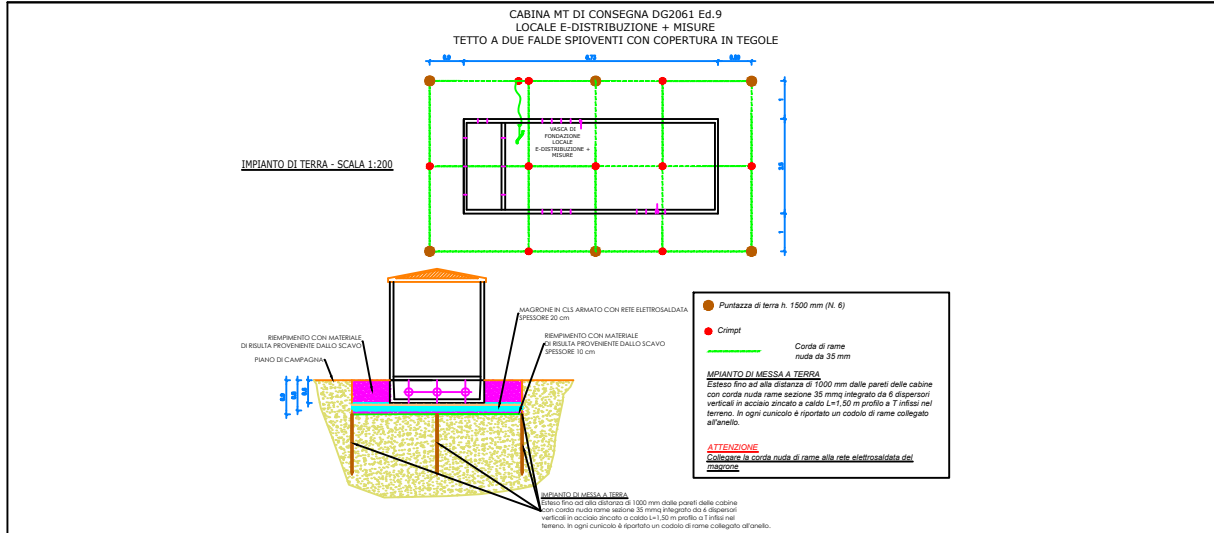 CABINA MT DI CONSEGNA DG2061 Ed.9
LOCALE E-DISTRIBUZIONE + MISURE
TETTO A DUE FALDE SPIOVENTI CON COPERTURA IN TEGOLE
6.73
VASCA DI
FONDAZIONE
LOCALE
E-DISTRIBUZIONE +
MISURE
IMPIANTO DI TERRA - SCALA 1:200
1
1
MAGRONE IN CLS ARMATO CON RETE ELETTROSALDATA
SPESSORE 20 cm
RIEMPIMENTO CON MATERIALE
DI RISULTA PROVENIENTE DALLO SCAVO
RIEMPIMENTO CON MATERIALE
DI RISULTA PROVENIENTE DALLO SCAVO
SPESSORE 10 cm
PIANO DI CAMPAGNA
Puntazza di terra h. 1500 mm (N. 6)
Crimpt
Corda di rame
nuda da 35 mm
MPIANTO DI MESSA A TERRA
Esteso fino ad alla distanza di 1000 mm dalle pareti delle cabine
con corda nuda rame sezione 35 mmq integrato da 6 dispersori
verticali in acciaio zincato a caldo L=1,50 m profilo a T infissi nel
terreno. In ogni cunicolo è riportato un codolo di rame collegato
all'anello.
ATTENZIONE
Collegare la corda nuda di rame alla rete elettrosaldata del
magrone
IMPIANTO DI MESSA A TERRA
Esteso fino ad alla distanza di 1000 mm dalle pareti delle cabine
con corda nuda rame sezione 35 mmq integrato da 6 dispersori
verticali in acciaio zincato a caldo L=1,50 m profilo a T infissi nel
terreno. In ogni cunicolo è riportato un codolo di rame collegato all'anello.